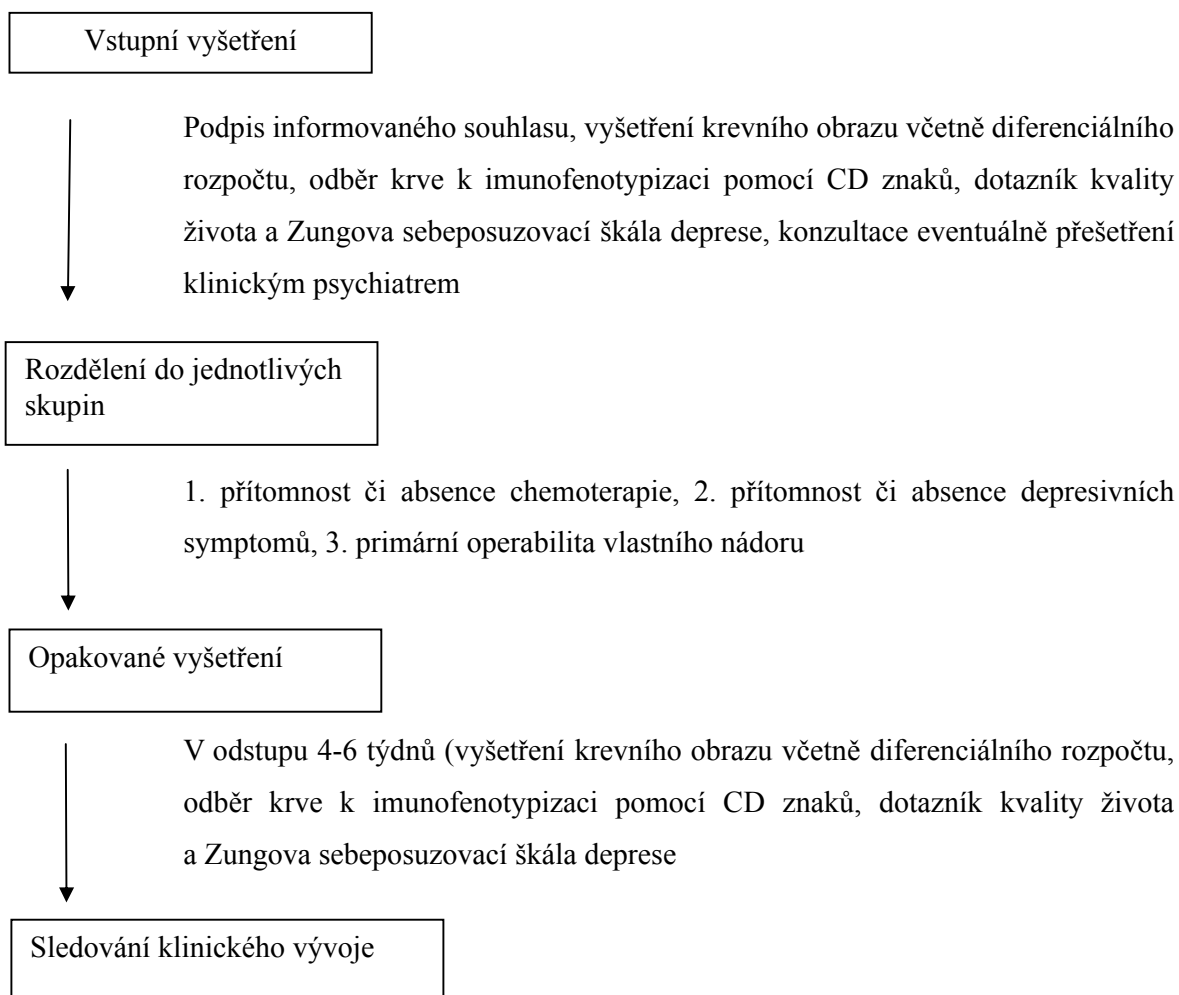 Vstupní vyšetření
Podpis informovaného souhlasu, vyšetření krevního obrazu včetně diferenciálního
rozpočtu, odběr krve k imunofenotypizaci pomocí CD znaků, dotazník kvality
života a Zungova sebeposuzovací škála deprese, konzultace eventuálně přešetření
klinickým psychiatrem
Rozdělení do jednotlivých
skupin
1. přítomnost či absence chemoterapie, 2. přítomnost či absence depresivních
symptomů, 3. primární operabilita vlastního nádoru
Opakované vyšetření
V odstupu 4-6 týdnů (vyšetření krevního obrazu včetně diferenciálního rozpočtu,
odběr krve k imunofenotypizaci pomocí CD znaků, dotazník kvality života
a Zungova sebeposuzovací škála deprese
Sledování klinického vývoje